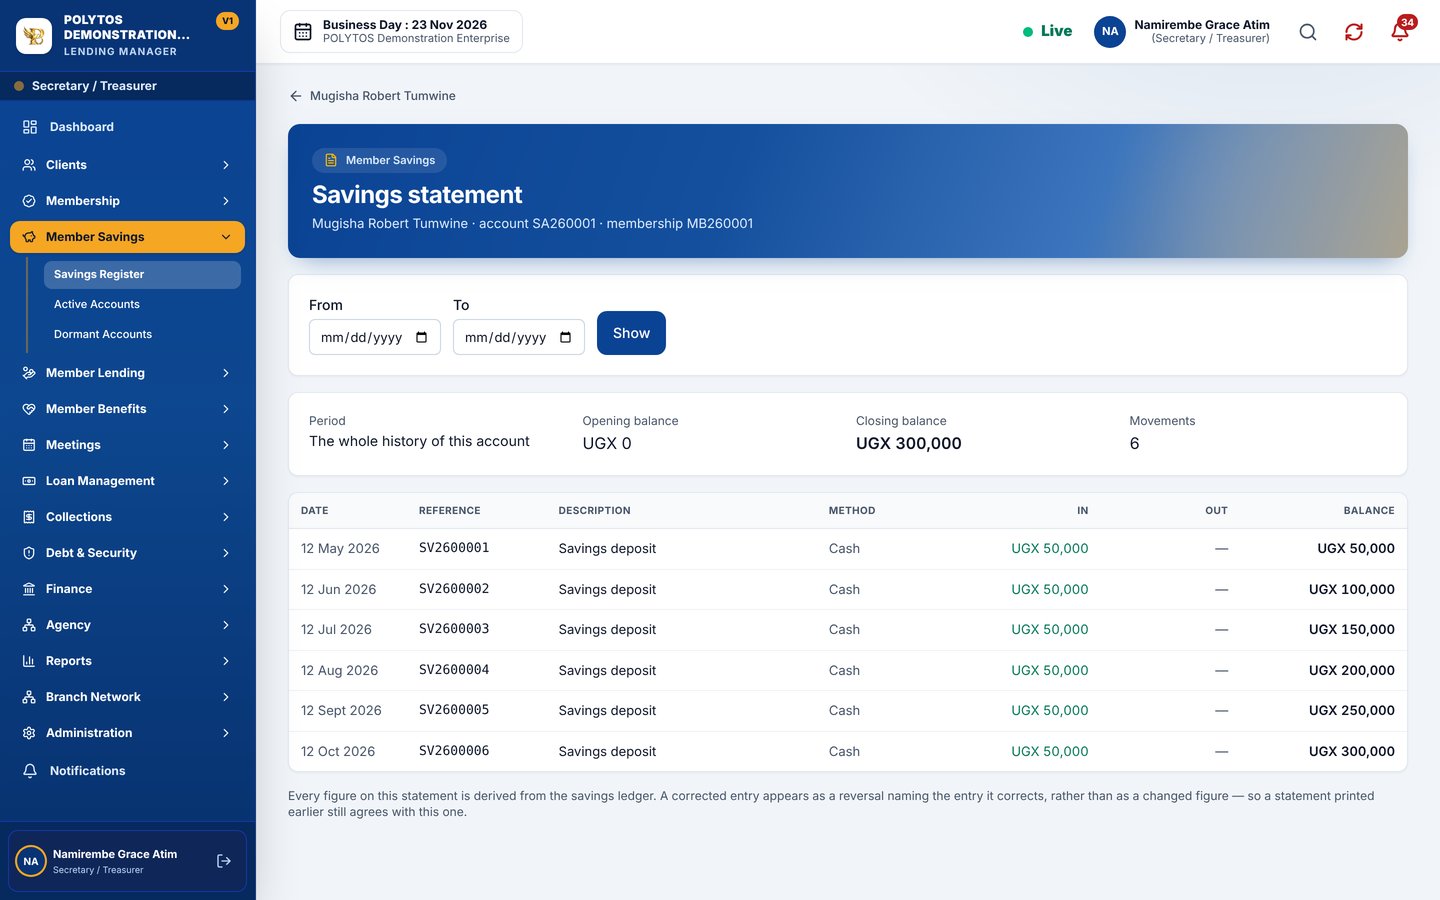 POLYTOS
DEMONSTRATION...
LENDING MANAGER
V1
Secretary / Treasurer
Dashboard
Clients
Membership
Member Savings
Savings Register
Active Accounts
Dormant Accounts
Member Lending
Member Benefits
Meetings
Loan Management
Collections
Debt & Security
Finance
Agency
Reports
Branch Network
Administration
Notifications
NA
Namirembe Grace Atim
Secretary / Treasurer
Business Day : 23 Nov 2026
POLYTOS Demonstration Enterprise
Live
NA
Namirembe Grace Atim
(Secretary / Treasurer)
34
Mugisha Robert Tumwine
Member Savings
Savings statement
Mugisha Robert Tumwine · account SA260001 · membership MB260001
From To
mm/dd/yyyy mm/dd/yyyy Show
Period Opening balance Closing balance Movements
The whole history of this account UGX 0 UGX 300,000 6
DATE REFERENCE DESCRIPTION METHOD IN OUT BALANCE
12 May 2026 SV2600001 Savings deposit Cash UGX 50,000 — UGX 50,000
12 Jun 2026 SV2600002 Savings deposit Cash UGX 50,000 — UGX 100,000
12 Jul 2026 SV2600003 Savings deposit Cash UGX 50,000 — UGX 150,000
12 Aug 2026 SV2600004 Savings deposit Cash UGX 50,000 — UGX 200,000
12 Sept 2026 SV2600005 Savings deposit Cash UGX 50,000 — UGX 250,000
12 Oct 2026 SV2600006 Savings deposit Cash UGX 50,000 — UGX 300,000
Every figure on this statement is derived from the savings ledger. A corrected entry appears as a reversal naming the entry it corrects, rather than as a changed figure — so a statement printed
earlier still agrees with this one.